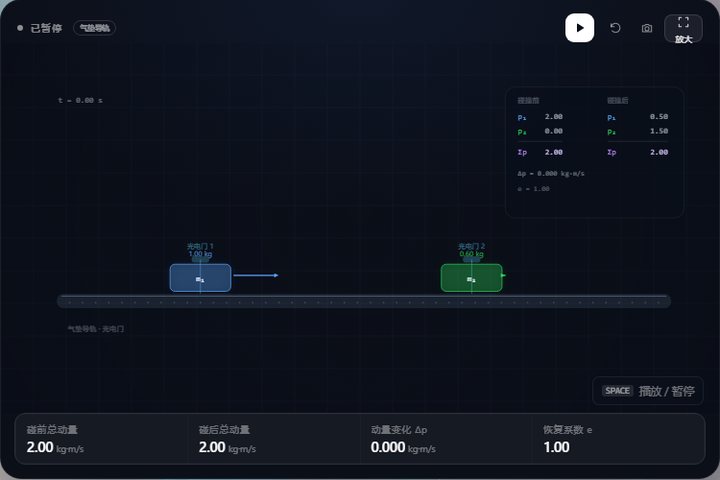 已暂停 气垫导轨
放大
t = 0.00 s
碰撞前 碰撞后
p₁ 2.00 p₁ 0.50
p₂ 0.00 p₂ 1.50
Σp 2.00 Σp 2.00
Δp = 0.000 kg·m/s
e = 1.00
光电门 1
1.00 kg
光电门 2
0.60 kg
气垫导轨 · 光电门
SPACE 播放 / 暂停
碰前总动量 碰后总动量 动量变化 Δp 恢复系数 e
2.00 kg·m/s 2.00 kg·m/s 0.000 kg·m/s 1.00